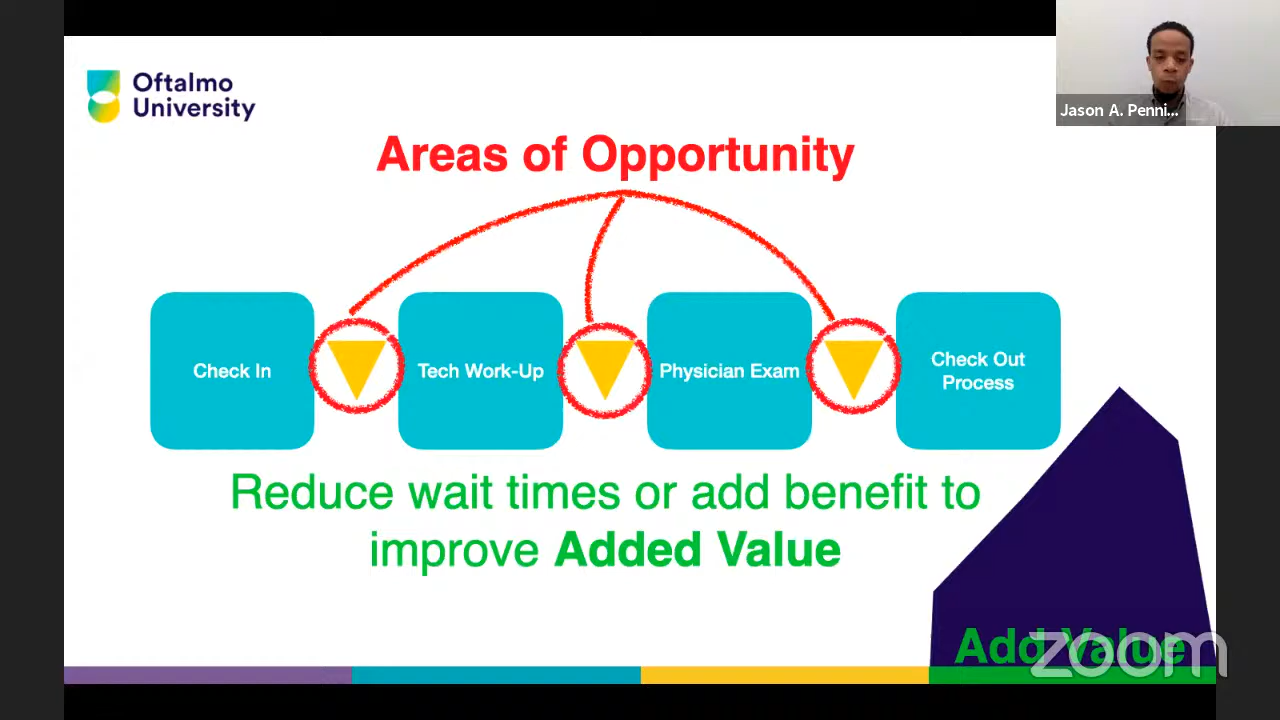 Oftalmo
University
Jason A. Penni...
Areas of Opportunity
Check In
Tech Work-Up
Physician Exam
Check Out
Process
Reduce wait times or add benefit to
improve Added Value
Add Value
zoom